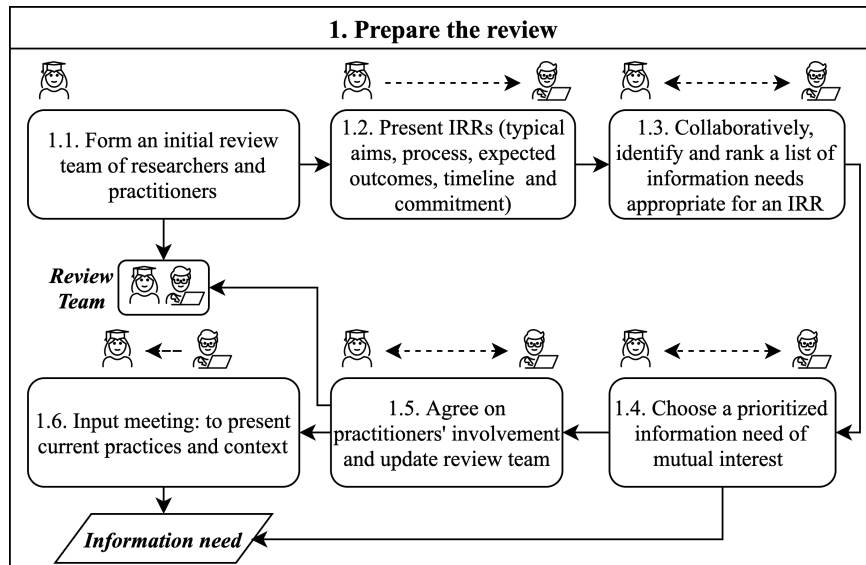 1. Prepare the review
1.1. Form an initial review
team of researchers and
practitioners
1.2. Present IRRs (typical
aims, process, expected
outcomes, timeline and
commitment)
1.3. Collaboratively,
identify and rank a list of
information needs
appropriate for an IRR
Review
Team
1.6. Input meeting: to present
current practices and context
1.5. Agree on
practitioners' involvement
and update review team
1.4. Choose a prioritized
information need of
mutual interest
Information need